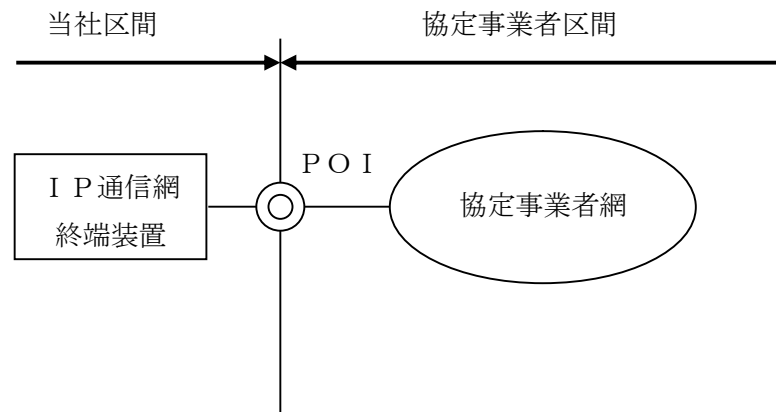 当社区間
協定事業者区間
ＰＯＩ
ＩＰ通信網
終端装置
協定事業者網